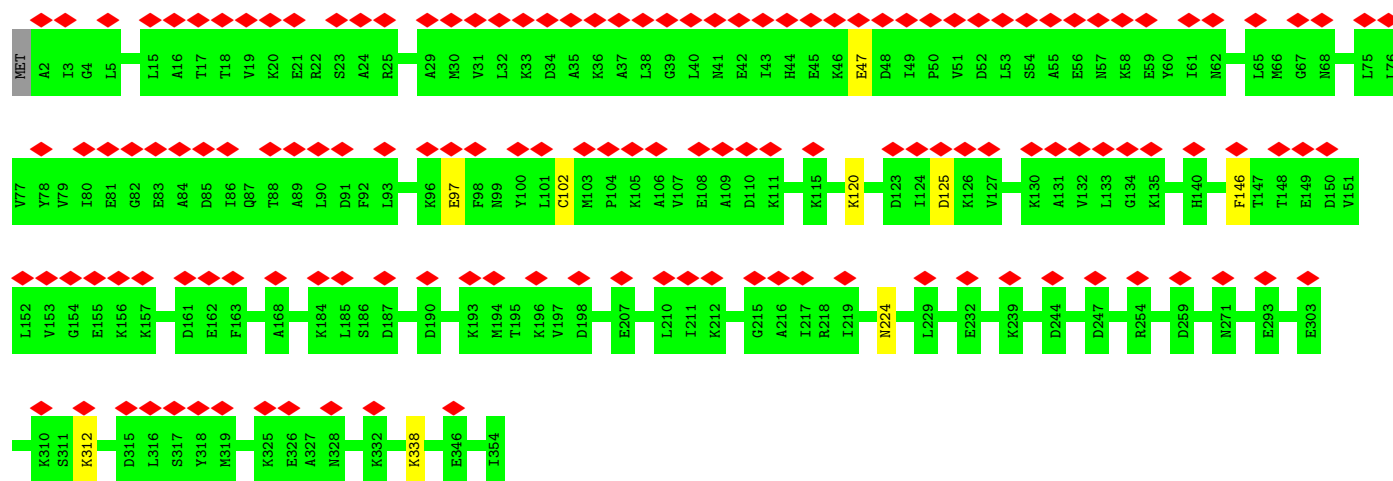 MET A2 I3 G4 L5 L15 A16 T17 T18 V19 K20 E21 R22 S23 A24 R25 A29 M30 V31 L32 K33 D34 A35 K36 A37 L38 G39 L40 N41 E42 I43 H44 E45 K46 E47 D48 I49 P50 V51 D52 L53 S54 A55 E56 N57 K58 E59 Y60 I61 N62 L65 M66 G67 N68 L75 L76
V77 Y78 V79 I80 E81 G82 E83 A84 D85 I86 Q87 T88 A89 L90 D91 F92 L93 K96 E97 F98 N99 Y100 L101 C102 M103 P104 K105 A106 V107 E108 A109 D110 K111 K115 K120 D123 I124 D125 K126 V127 K130 A131 V132 L133 G134 K135 H140 F146 T147 T148 E149 D150 V151
L152 V153 G154 E155 K156 K157 D161 E162 F163 A168 K184 L185 S186 D187 D190 K193 M194 T195 K196 V197 D198 E207 L210 I211 K212 G215 A216 I217 R218 I219 N224 L229 E232 K239 D244 D247 R254 D259 N271 E293 E303
K310 S311 K312 D315 L316 S317 Y318 M319 K325 E326 A327 N328 K332 K338 E346 I354